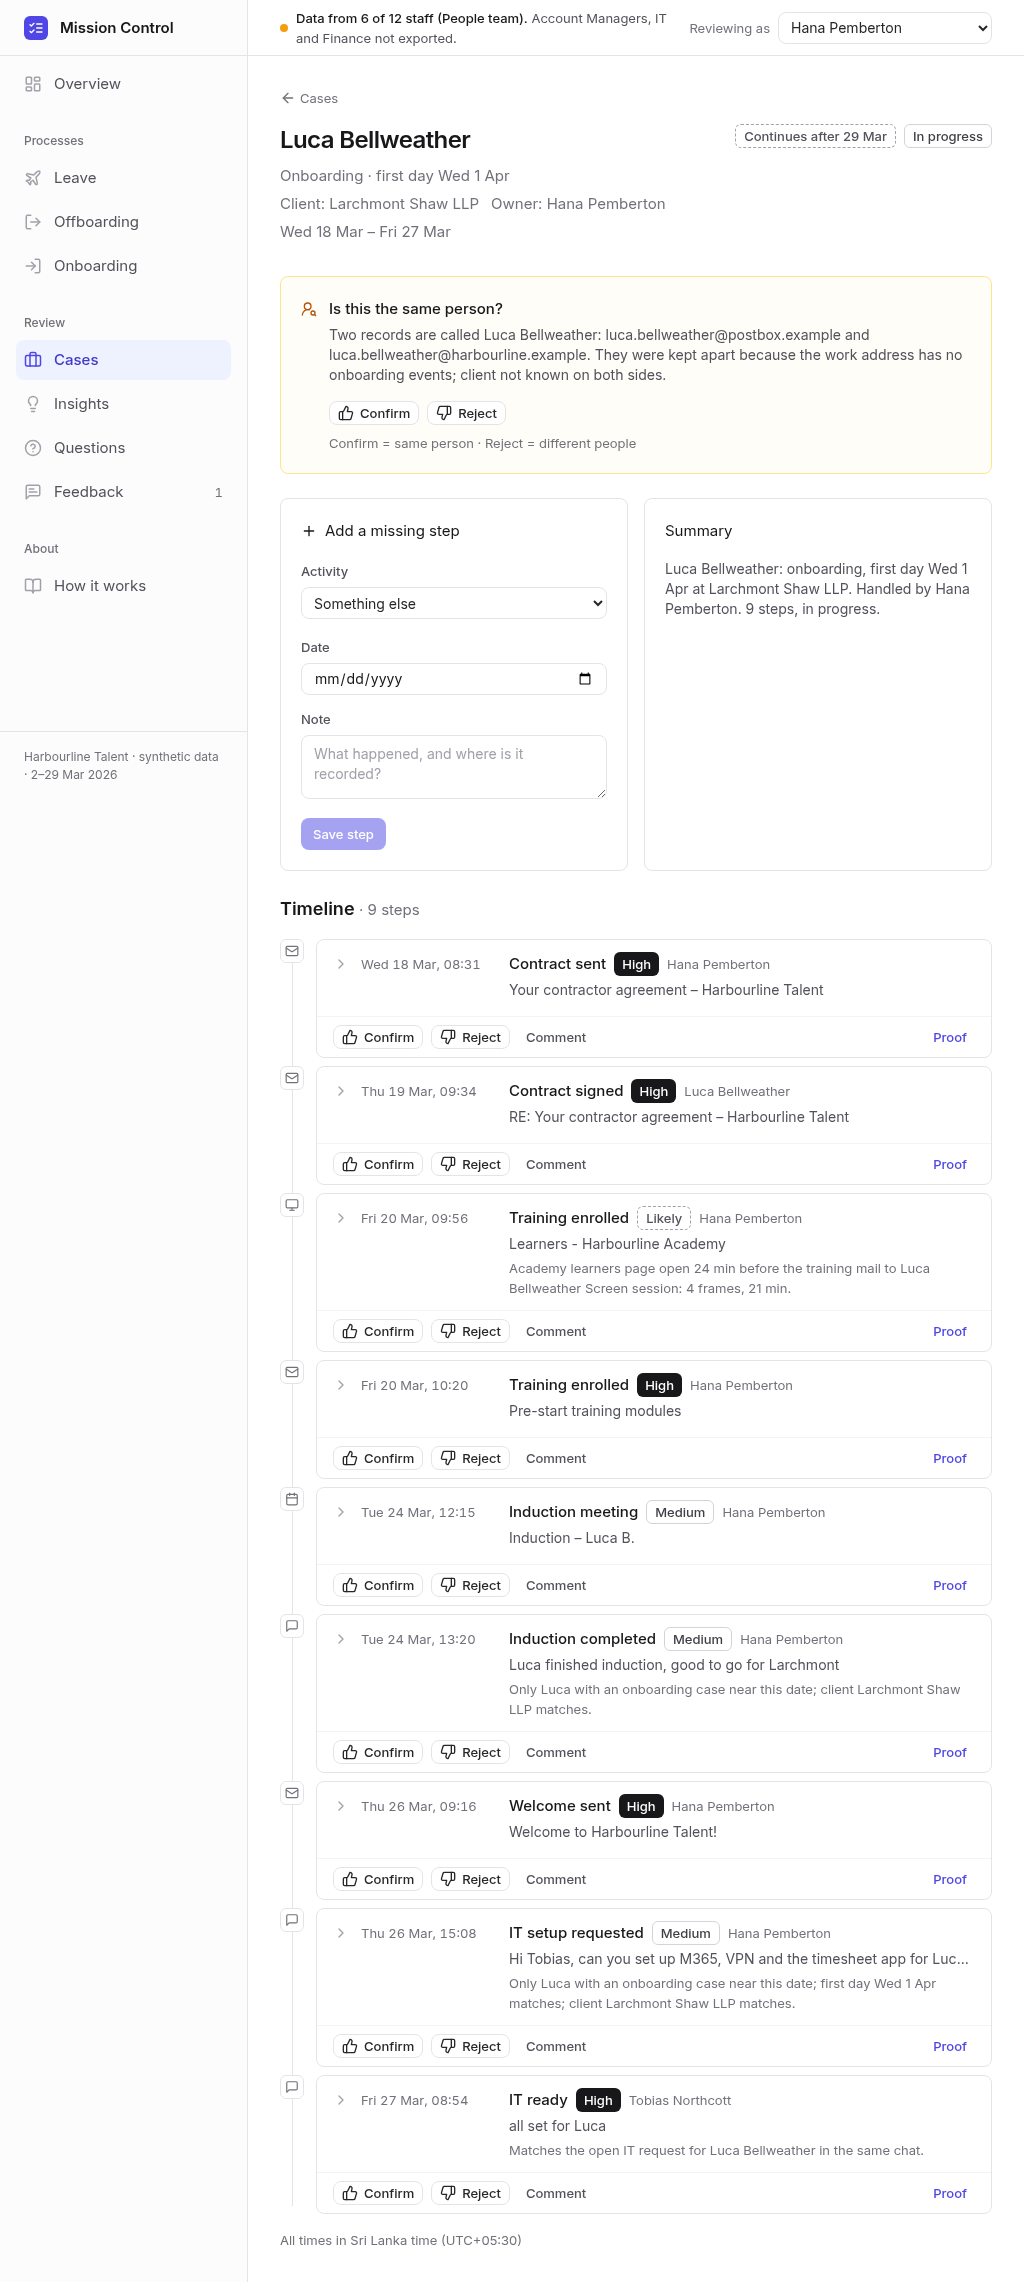 Mission Control
Data from 6 of 12 staff (People team). Account Managers, IT
and Finance not exported.
Reviewing as
Hana Pemberton
Overview
Processes
Leave
Offboarding
Onboarding
Review
Cases
Insights
Questions
Feedback
1
About
How it works
Harbourline Talent · synthetic data
· 2–29 Mar 2026
Cases
Luca Bellweather
Continues after 29 Mar
In progress
Onboarding · first day Wed 1 Apr
Client: Larchmont Shaw LLP Owner: Hana Pemberton
Wed 18 Mar – Fri 27 Mar
Is this the same person?
Two records are called Luca Bellweather: luca.bellweather@postbox.example and
luca.bellweather@harbourline.example. They were kept apart because the work address has no
onboarding events; client not known on both sides.
Confirm
Reject
Confirm = same person · Reject = different people
Add a missing step
Activity
Something else
Date
mm/dd/yyyy
Note
What happened, and where is it
recorded?
Save step
Summary
Luca Bellweather: onboarding, first day Wed 1
Apr at Larchmont Shaw LLP. Handled by Hana
Pemberton. 9 steps, in progress.
Timeline · 9 steps
Wed 18 Mar, 08:31
Contract sent High Hana Pemberton
Your contractor agreement – Harbourline Talent
Confirm Reject Comment Proof
Thu 19 Mar, 09:34
Contract signed High Luca Bellweather
RE: Your contractor agreement – Harbourline Talent
Confirm Reject Comment Proof
Fri 20 Mar, 09:56
Training enrolled Likely Hana Pemberton
Learners - Harbourline Academy
Academy learners page open 24 min before the training mail to Luca
Bellweather Screen session: 4 frames, 21 min.
Confirm Reject Comment Proof
Fri 20 Mar, 10:20
Training enrolled High Hana Pemberton
Pre-start training modules
Confirm Reject Comment Proof
Tue 24 Mar, 12:15
Induction meeting Medium Hana Pemberton
Induction – Luca B.
Confirm Reject Comment Proof
Tue 24 Mar, 13:20
Induction completed Medium Hana Pemberton
Luca finished induction, good to go for Larchmont
Only Luca with an onboarding case near this date; client Larchmont Shaw
LLP matches.
Confirm Reject Comment Proof
Thu 26 Mar, 09:16
Welcome sent High Hana Pemberton
Welcome to Harbourline Talent!
Confirm Reject Comment Proof
Thu 26 Mar, 15:08
IT setup requested Medium Hana Pemberton
Hi Tobias, can you set up M365, VPN and the timesheet app for Luc...
Only Luca with an onboarding case near this date; first day Wed 1 Apr
matches; client Larchmont Shaw LLP matches.
Confirm Reject Comment Proof
Fri 27 Mar, 08:54
IT ready High Tobias Northcott
all set for Luca
Matches the open IT request for Luca Bellweather in the same chat.
Confirm Reject Comment Proof
All times in Sri Lanka time (UTC+05:30)